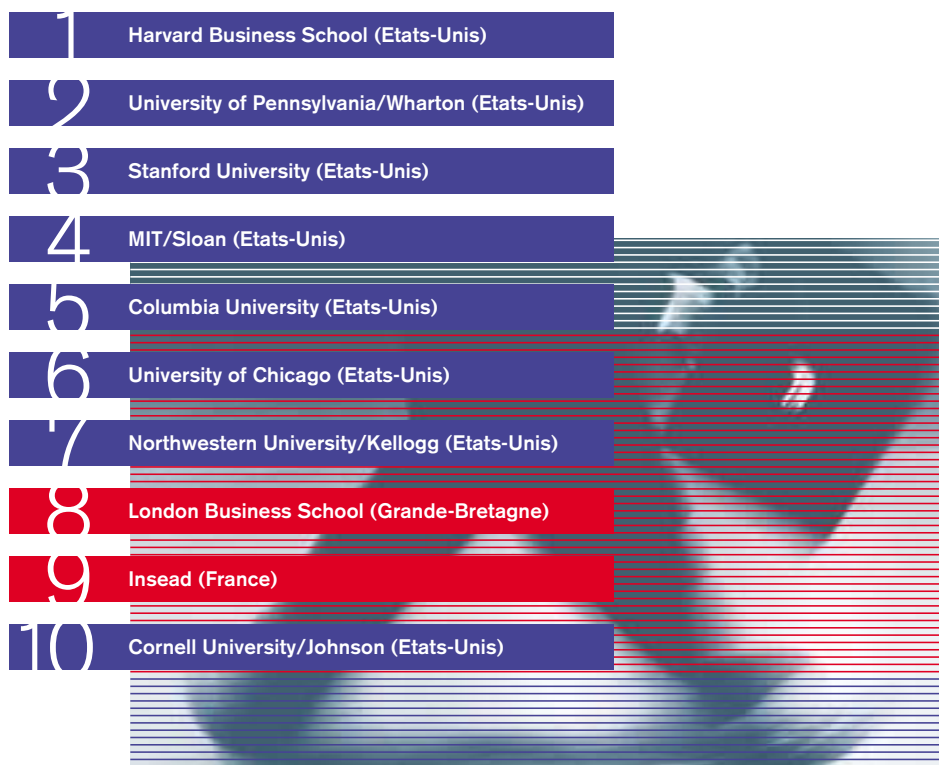 1 Harvard Business School (Etats-Unis)
2 University of Pennsylvania/Wharton (Etats-Unis)
3 Stanford University (Etats-Unis)
4 MIT/Sloan (Etats-Unis)
5 Columbia University (Etats-Unis)
6 University of Chicago (Etats-Unis)
7 Northwestern University/Kellogg (Etats-Unis)
8 London Business School (Grande-Bretagne)
9 Insead (France)
10 Cornell University/Johnson (Etats-Unis)